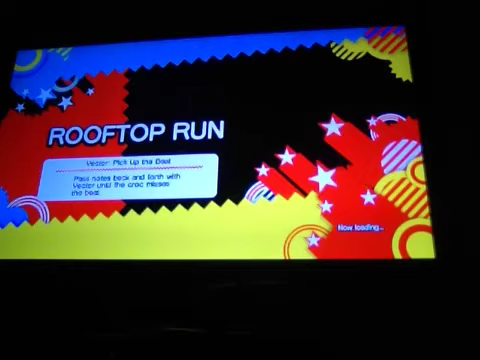 ROOFTOP RUN
Vector: Pick Up the Beat
Pass notes back and forth with
Vector until the croc misses
the beat.
Now loading...